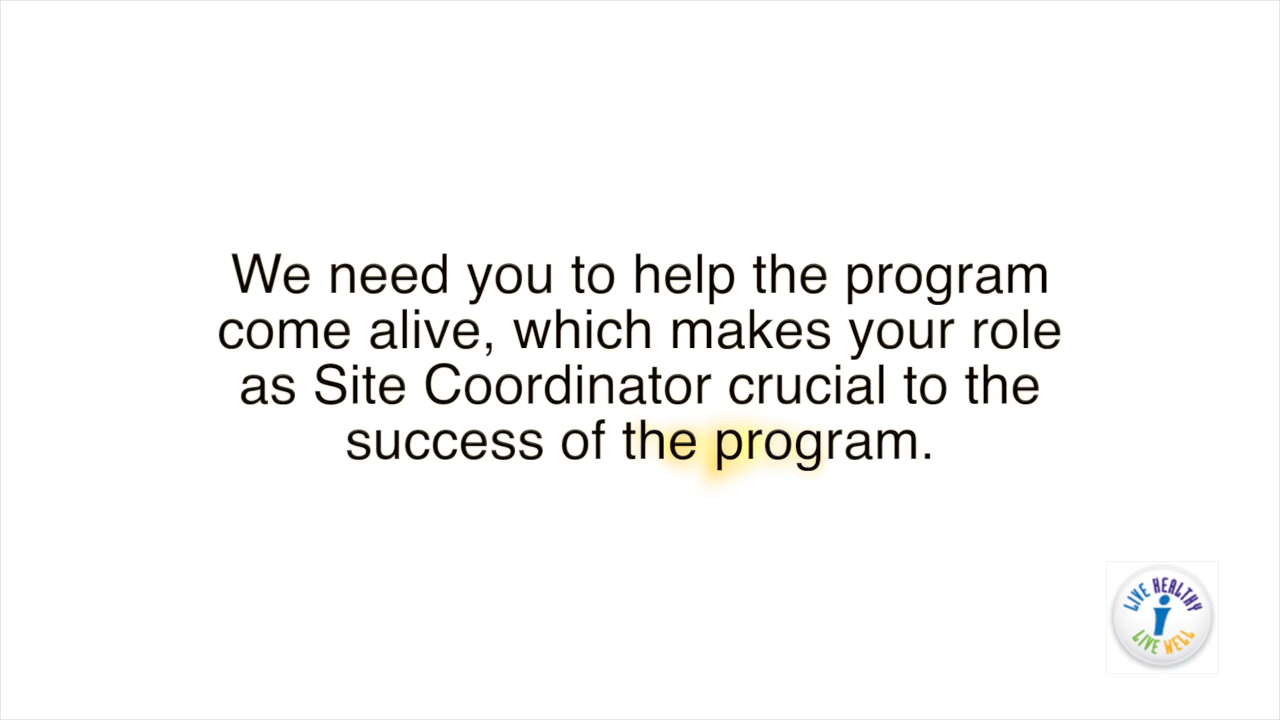 We need you to help the program
come alive, which makes your role
as Site Coordinator crucial to the
success of the program.
LIVE HEALTHY
i
LIVE WELL